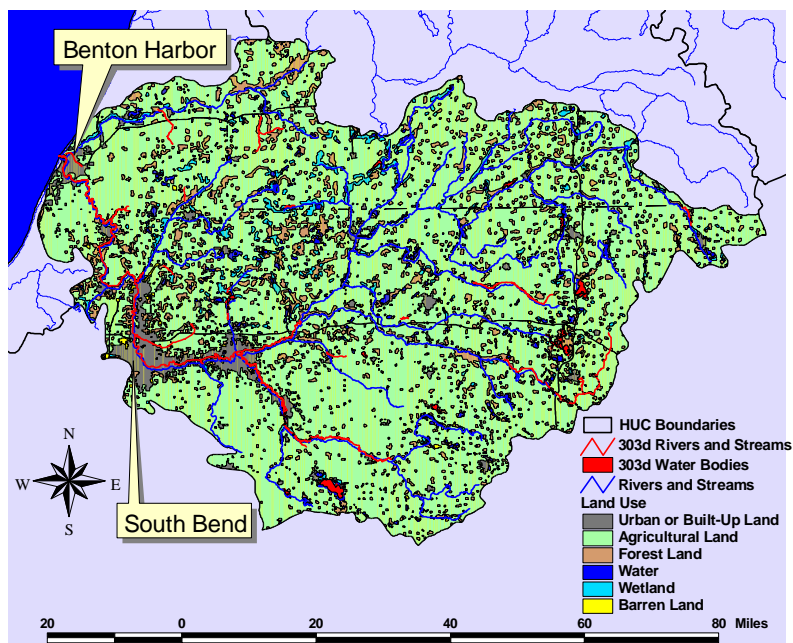 Benton Harbor
South Bend
N
W E
S
HUC Boundaries
303d Rivers and Streams
303d Water Bodies
Rivers and Streams
Land Use
Urban or Built-Up Land
Agricultural Land
Forest Land
Water
Wetland
Barren Land
20 0 20 40 60 80 Miles